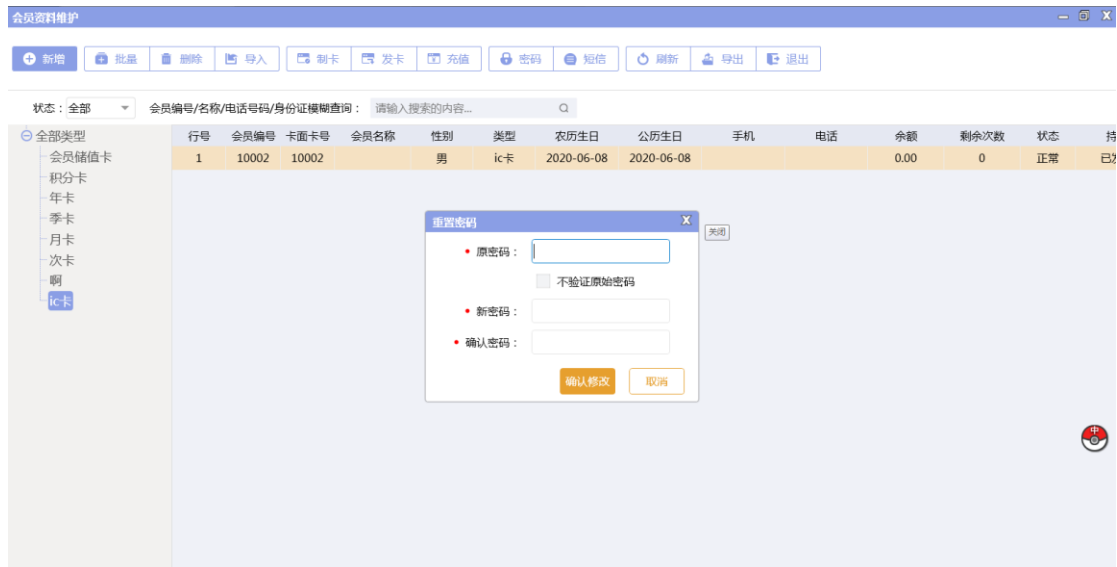 会员资料维护
新增 批量 删除 导入 制卡 发卡 充值 密码 短信 刷新 导出 退出
状态：全部 会员编号/名称/电话号码/身份证模糊查询： 请输入搜索的内容...
全部类型
会员储值卡
积分卡
年卡
季卡
月卡
次卡
啊
ic卡
行号 会员编号 卡面卡号 会员名称 性别 类型 农历生日 公历生日 手机 电话 余额 剩余次数 状态 持
1 10002 10002 男 ic卡 2020-06-08 2020-06-08 0.00 0 正常 已发
重置密码
关闭
原密码：
不验证原始密码
新密码：
确认密码：
确认修改 取消
中